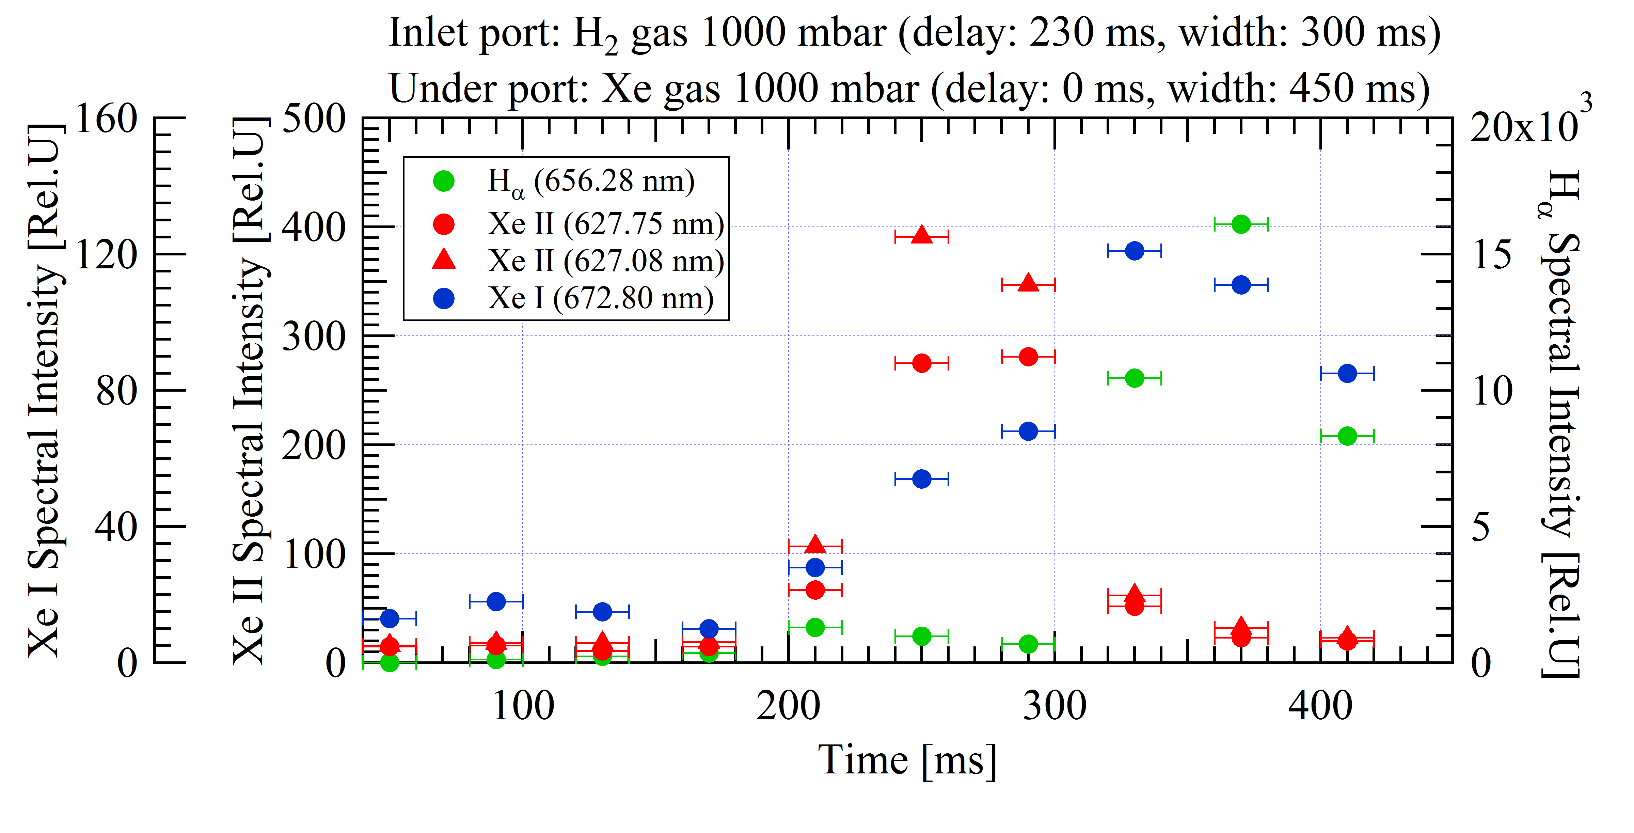 Inlet port: H₂ gas 1000 mbar (delay: 230 ms, width: 300 ms)
Under port: Xe gas 1000 mbar (delay: 0 ms, width: 450 ms)
Xe I Spectral Intensity [Rel.U]
160
120
80
40
0
Xe II Spectral Intensity [Rel.U]
500
400
300
200
100
0
Hα (656.28 nm)
Xe II (627.75 nm)
Xe II (627.08 nm)
Xe I (672.80 nm)
20x10³
15
10
5
0
Hα Spectral Intensity [Rel.U]
100 200 300 400
Time [ms]